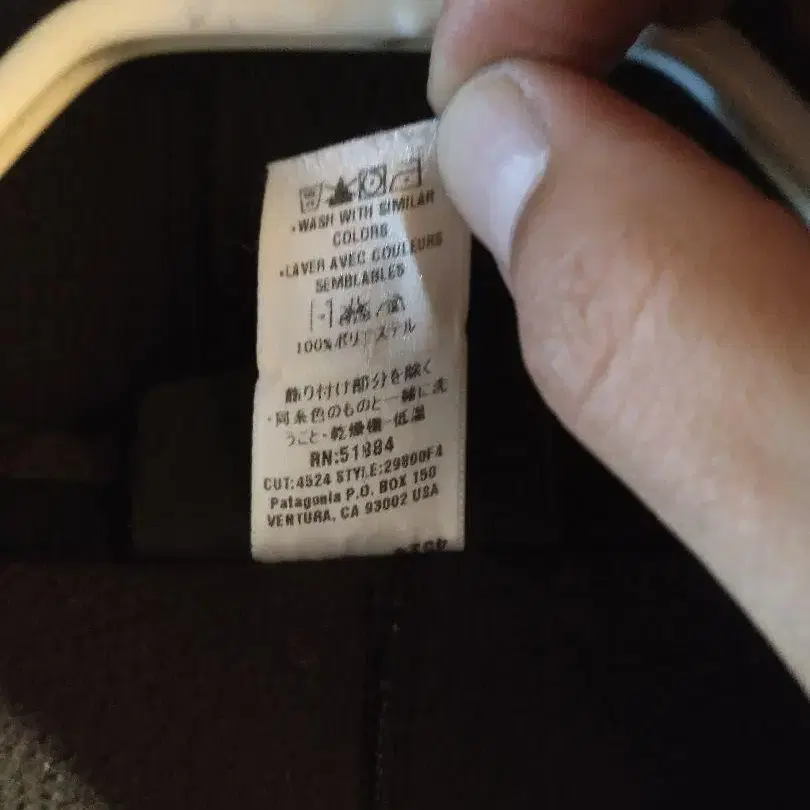 •WASH WITH SIMILAR
COLORS
•LAVER AVEC COULEURS
SEMBLABLES
100%ポリエステル
飾り付け部分を除く
・同系色のものと一緒に洗
うこと・乾燥機-低温
RN:51884
CUT:4524 STYLE:29800F4
Patagonia P.O. BOX 150
VENTURA, CA 93002 USA